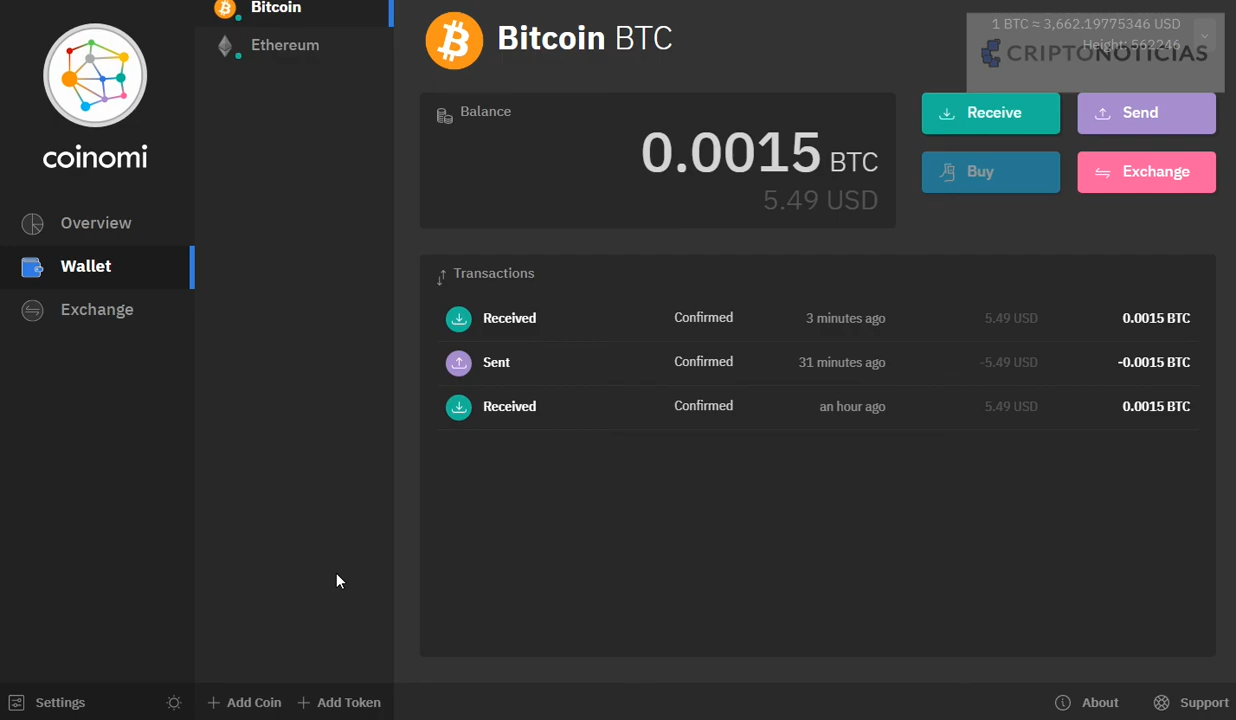 coinomi
Overview
Wallet
Exchange
Settings
Bitcoin
Ethereum
+ Add Coin + Add Token
Bitcoin BTC
1 BTC ≈ 3,662.19775346 USD
Height: 562246
CRIPTONOTICIAS
Balance
0.0015 BTC
5.49 USD
Receive
Send
Buy
Exchange
Transactions
Received Confirmed 3 minutes ago 5.49 USD 0.0015 BTC
Sent Confirmed 31 minutes ago -5.49 USD -0.0015 BTC
Received Confirmed an hour ago 5.49 USD 0.0015 BTC
About
Support